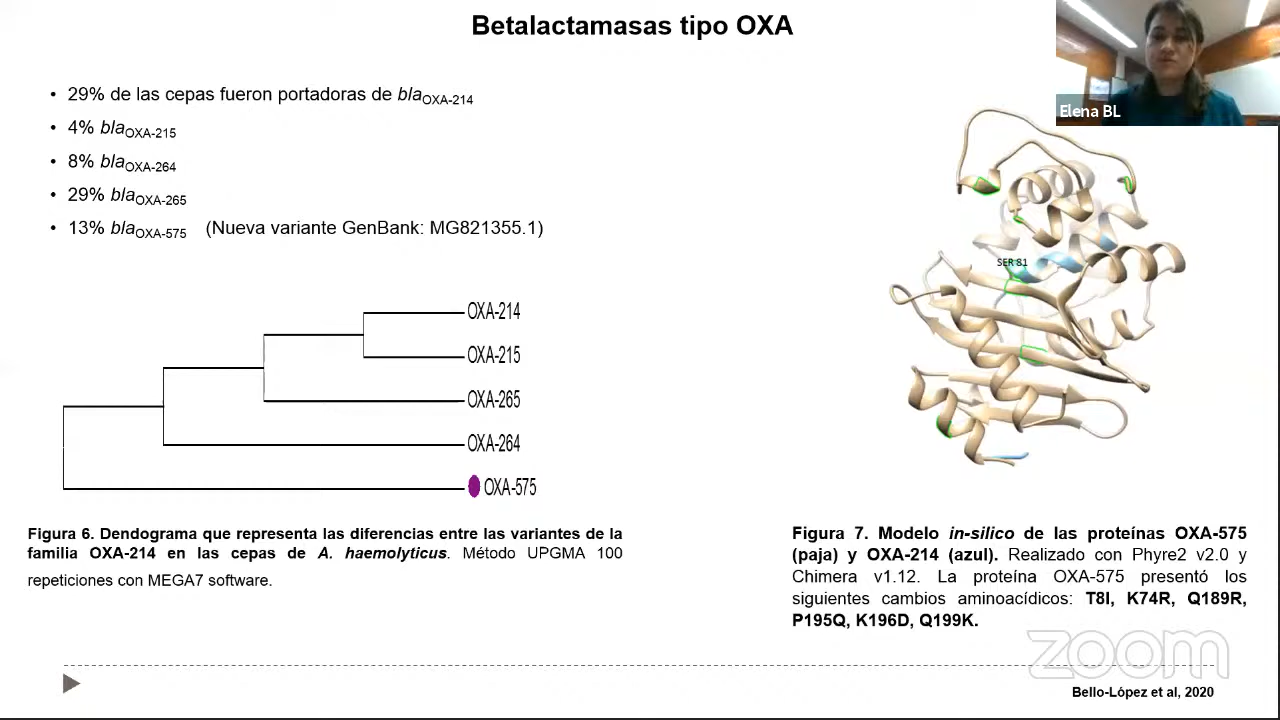 Betalactamasas tipo OXA
Elena BL
• 29% de las cepas fueron portadoras de blaOXA-214
• 4% blaOXA-215
• 8% blaOXA-264
• 29% blaOXA-265
• 13% blaOXA-575 (Nueva variante GenBank: MG821355.1)
OXA-214
OXA-215
OXA-265
OXA-264
OXA-575
Figura 6. Dendograma que representa las diferencias entre las variantes de la
familia OXA-214 en las cepas de A. haemolyticus. Método UPGMA 100
repeticiones con MEGA7 software.
SER 81
Figura 7. Modelo in-silico de las proteínas OXA-575
(paja) y OXA-214 (azul). Realizado con Phyre2 v2.0 y
Chimera v1.12. La proteína OXA-575 presentó los
siguientes cambios aminoacídicos: T8I, K74R, Q189R,
P195Q, K196D, Q199K.
zoom
Bello-López et al, 2020